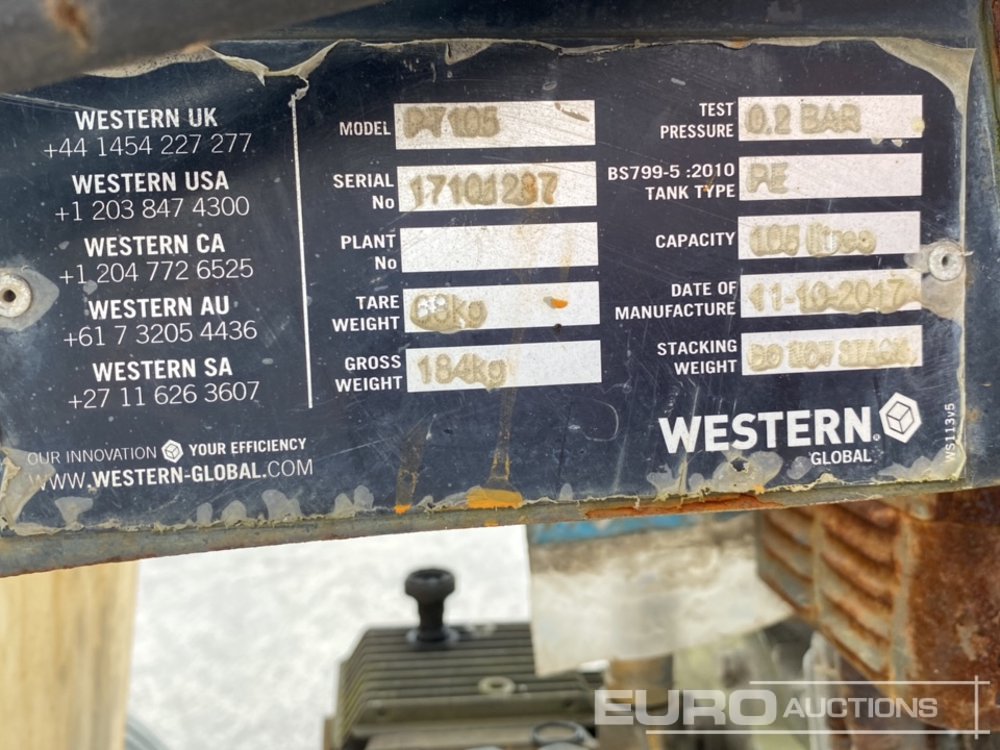 WESTERN UK
+44 1454 227 277
WESTERN USA
+1 203 847 4300
WESTERN CA
+1 204 772 6525
WESTERN AU
+61 7 3205 4436
WESTERN SA
+27 11 626 3607
OUR INNOVATION YOUR EFFICIENCY
WWW.WESTERN-GLOBAL.COM
MODEL 7105
SERIAL No 17101237
PLANT No
TARE WEIGHT
GROSS WEIGHT 184kg
TEST PRESSURE 0.2 BAR
BS799-5 :2010 TANK TYPE PE
CAPACITY 105 litres
DATE OF MANUFACTURE 11-10-2017
STACKING WEIGHT DO NOT STACK
WESTERN
GLOBAL
WS113v5
EURO AUCTIONS